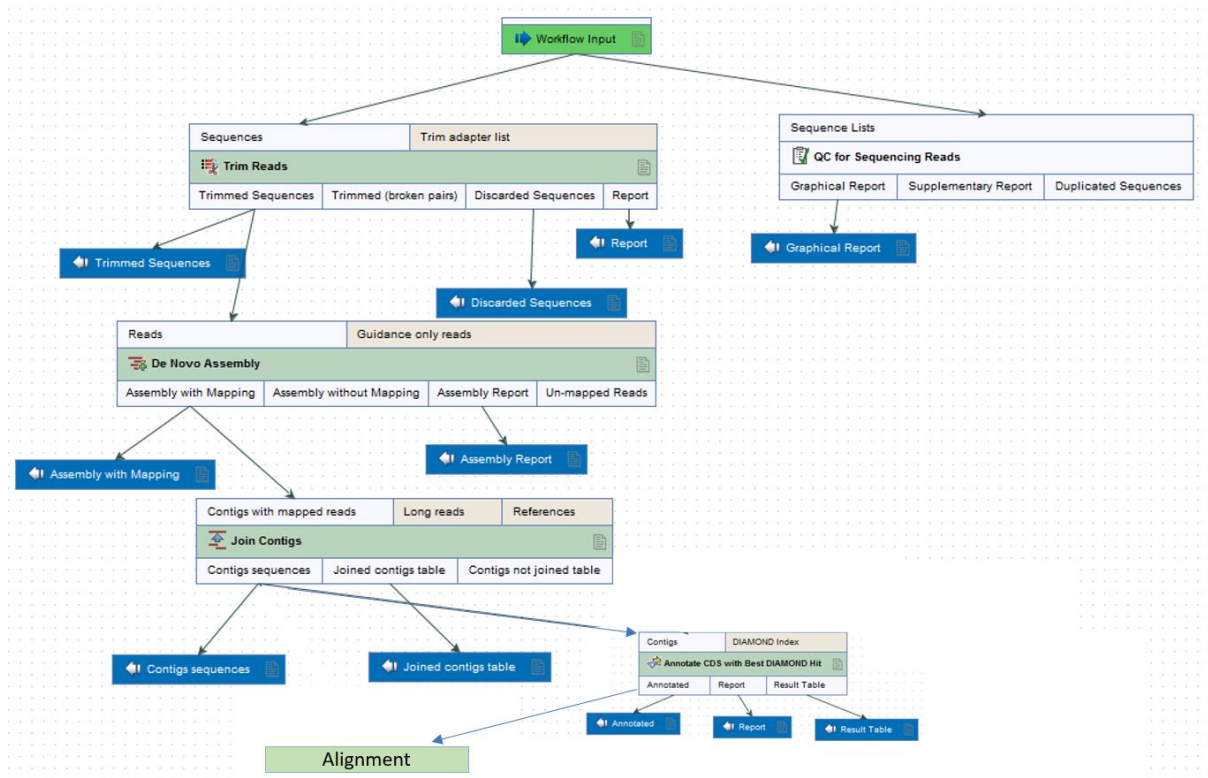 Workflow Input
Sequences Trim adapter list
Trim Reads
Trimmed Sequences Trimmed (broken pairs) Discarded Sequences Report
Sequence Lists
QC for Sequencing Reads
Graphical Report Supplementary Report Duplicated Sequences
Report
Graphical Report
Trimmed Sequences
Discarded Sequences
Reads Guidance only reads
De Novo Assembly
Assembly with Mapping Assembly without Mapping Assembly Report Un-mapped Reads
Assembly Report
Assembly with Mapping
Contigs with mapped reads Long reads References
Join Contigs
Contigs sequences Joined contigs table Contigs not joined table
Contigs sequences
Joined contigs table
Contigs DIAMOND Index
Annotate CDS with Best DIAMOND Hit
Annotated Report Result Table
Annotated
Report
Result Table
Alignment